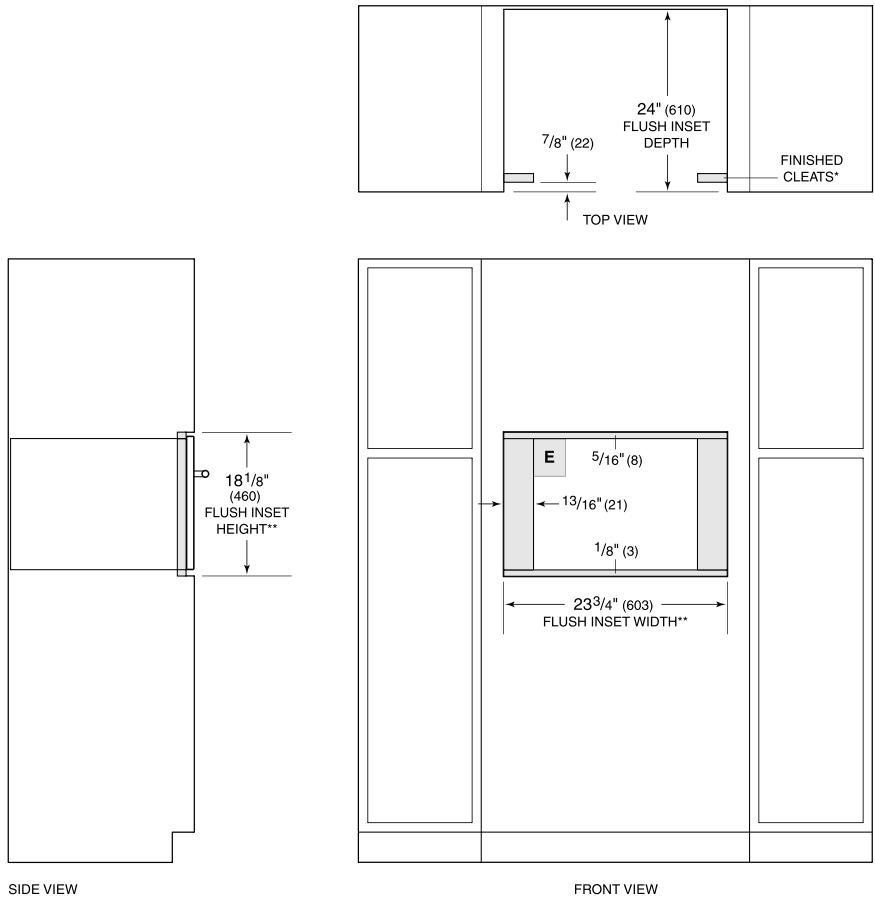 24" (610)
FLUSH INSET
DEPTH
7/8" (22)
FINISHED
CLEATS*
TOP VIEW
18 1/8"
(460)
FLUSH INSET
HEIGHT**
E
5/16" (8)
13/16" (21)
1/8" (3)
23 3/4" (603)
FLUSH INSET WIDTH**
SIDE VIEW
FRONT VIEW